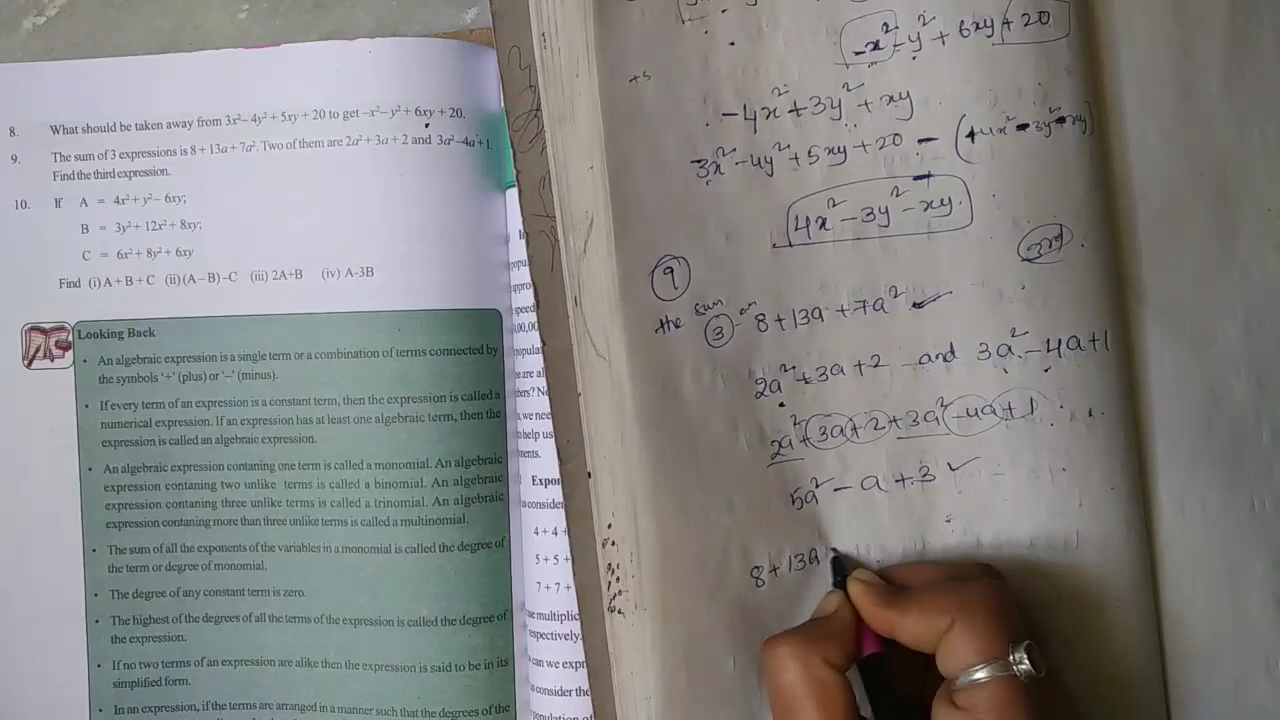 8. What should be taken away from 3x²– 4y² + 5xy + 20 to get –x²– y² + 6xy + 20.
9. The sum of 3 expressions is 8 + 13a + 7a². Two of them are 2a² + 3a + 2 and 3a²–4a+1.
Find the third expression.
10. If A = 4x² + y² – 6xy;
B = 3y² + 12x² + 8xy;
C = 6x² + 8y² + 6xy
Find (i) A + B + C (ii) (A – B) – C (iii) 2A+B (iv) A-3B
Looking Back
• An algebraic expression is a single term or a combination of terms connected by
the symbols ‘+’ (plus) or ‘–’ (minus).
• If every term of an expression is a constant term, then the expression is called a
numerical expression. If an expression has at least one algebraic term, then the
expression is called an algebraic expression.
• An algebraic expression contaning one term is called a monomial. An algebraic
expression contaning two unlike terms is called a binomial. An algebraic
expression contaning three unlike terms is called a trinomial. An algebraic
expression contaning more than three unlike terms is called a multinomial.
• The sum of all the exponents of the variables in a monomial is called the degree of
the term or degree of monomial.
• The degree of any constant term is zero.
• The highest of the degrees of all the terms of the expression is called the degree of
the expression.
• If no two terms of an expression are alike then the expression is said to be in its
simplified form.
• In an expression, if the terms are arranged in a manner such that the degrees of the
4 + 4 +
5 + 5 +
7 + 7 +
-x² - y² + 6xy + 20
-4x² + 3y² + xy
3x² - 4y² + 5xy + 20 - (+4x² - 3y² - xy)
4x² - 3y² - xy.
9
the sum 3 - 8 + 13a + 7a²
2a² + 3a + 2 and 3a² - 4a + 1
2a² + 3a + 2 + 3a² - 4a + 1
5a² - a + 3
8 + 13a